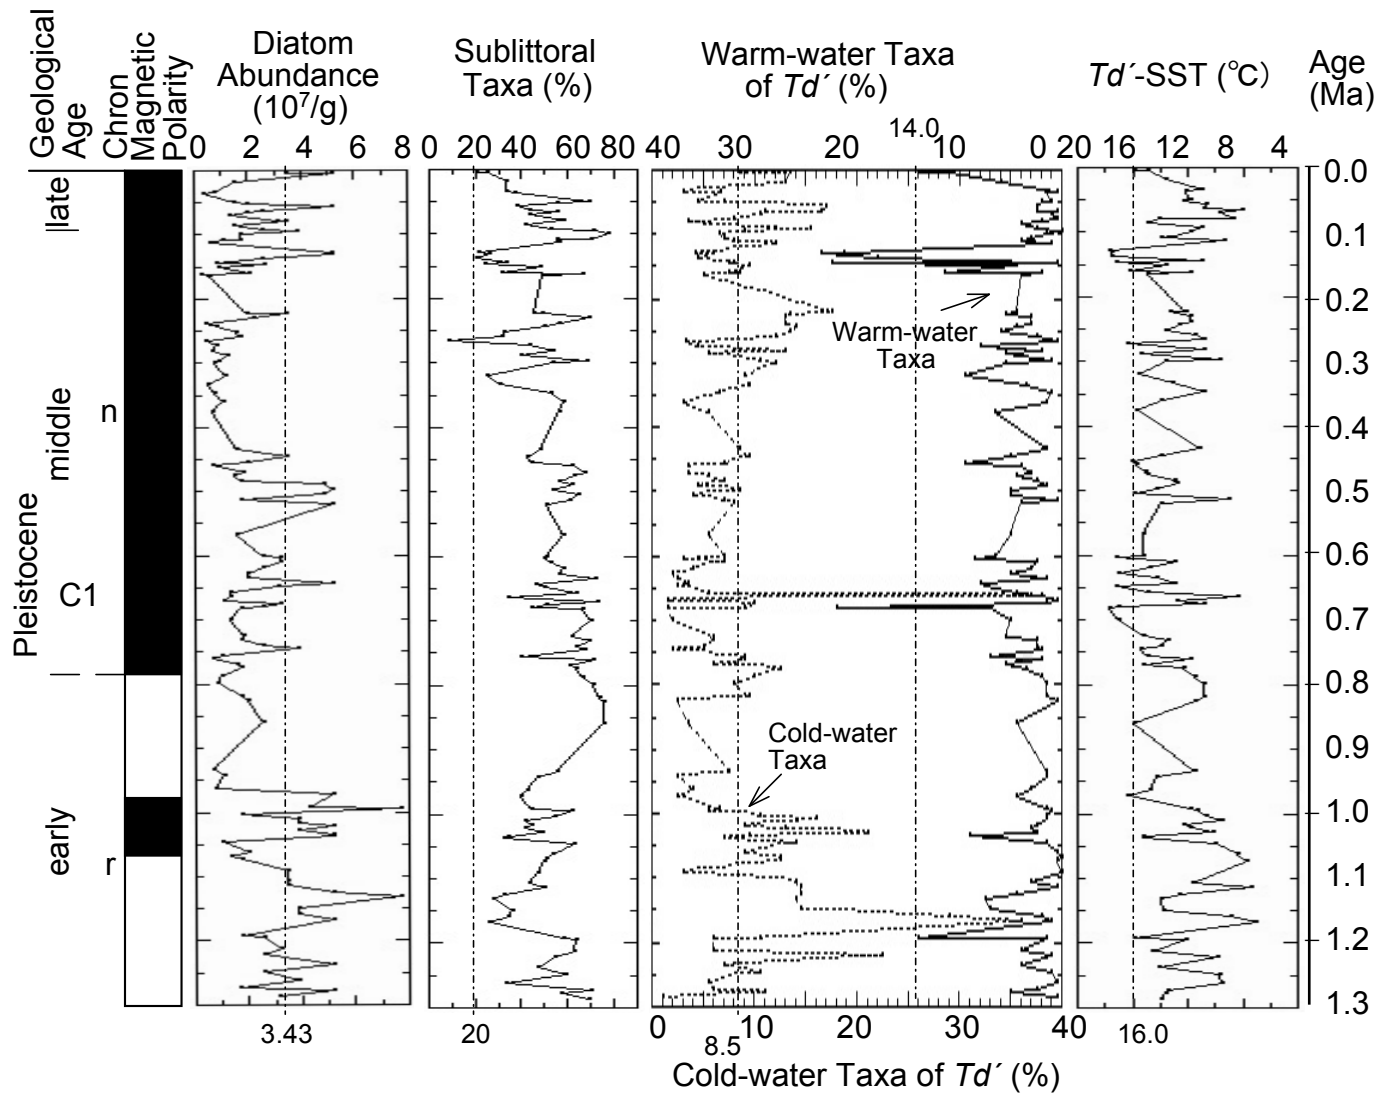 Geological
Age
Chron
Magnetic
Polarity
Diatom
Abundance
(10⁷/g)
Sublittoral
Taxa (%)
Warm-water Taxa
of Td´ (%)
14.0
Td´-SST (℃)
Age
(Ma)
0 2 4 6 8
0 20 40 60 80
40 30 20 10 0
20 16 12 8 4
late
middle
early
Pleistocene
n
C1
r
Warm-water
Taxa
Cold-water
Taxa
0.0
0.1
0.2
0.3
0.4
0.5
0.6
0.7
0.8
0.9
1.0
1.1
1.2
1.3
3.43
20
0 10 20 30 40
8.5
16.0
Cold-water Taxa of Td´ (%)